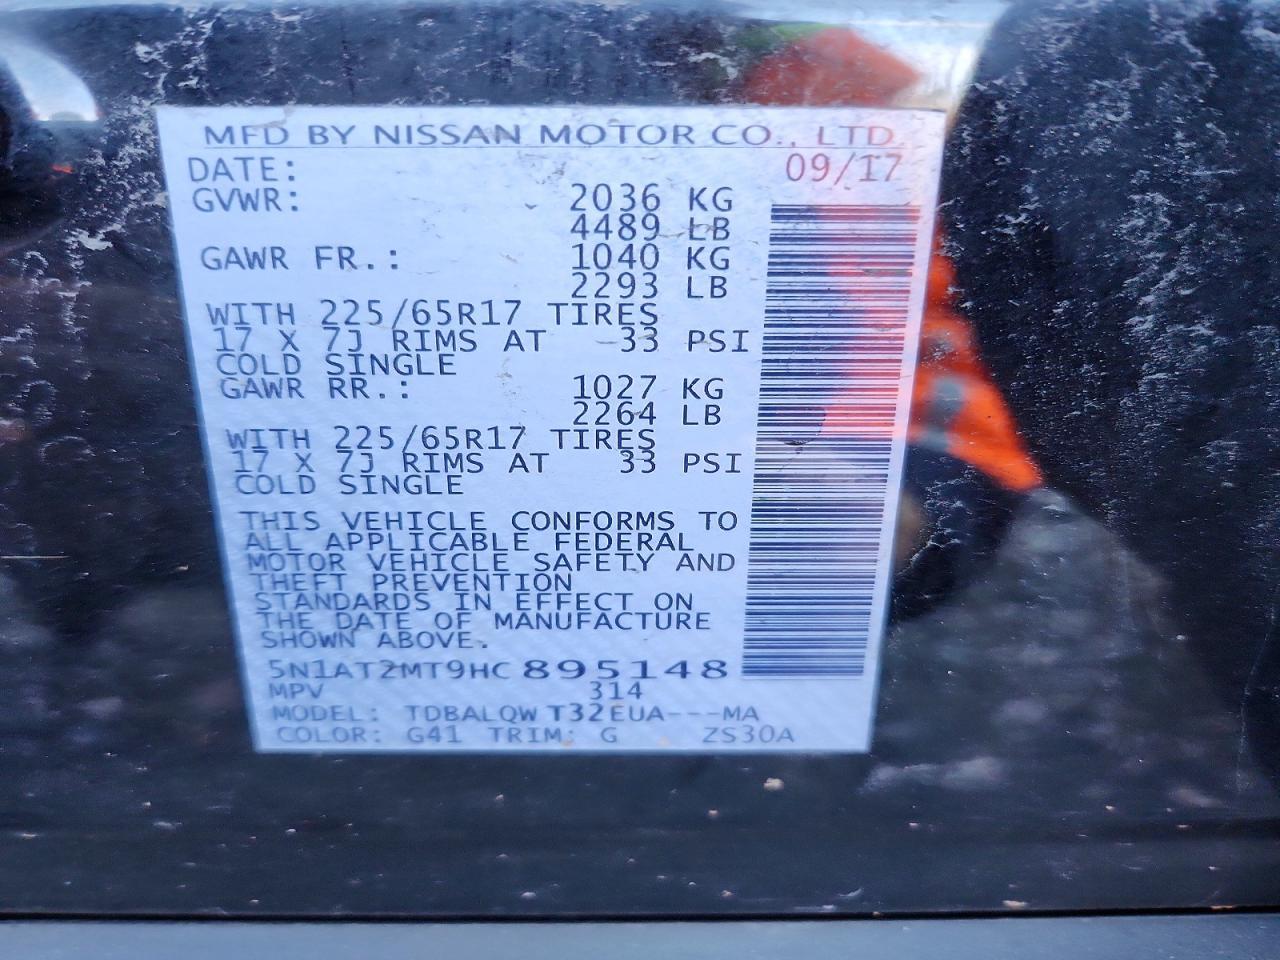 MFD BY NISSAN MOTOR CO., LTD.
DATE: 09/17
GVWR: 2036 KG
4489 LB
GAWR FR.: 1040 KG
2293 LB
WITH 225/65R17 TIRES
17 X 7J RIMS AT 33 PSI
COLD SINGLE
GAWR RR.: 1027 KG
2264 LB
WITH 225/65R17 TIRES
17 X 7J RIMS AT 33 PSI
COLD SINGLE
THIS VEHICLE CONFORMS TO
ALL APPLICABLE FEDERAL
MOTOR VEHICLE SAFETY AND
THEFT PREVENTION
STANDARDS IN EFFECT ON
THE DATE OF MANUFACTURE
SHOWN ABOVE.
5N1AT2MT9HC895148
MPV 314
MODEL: TDBALQWT32EUA---MA
COLOR: G41 TRIM: G ZS30A